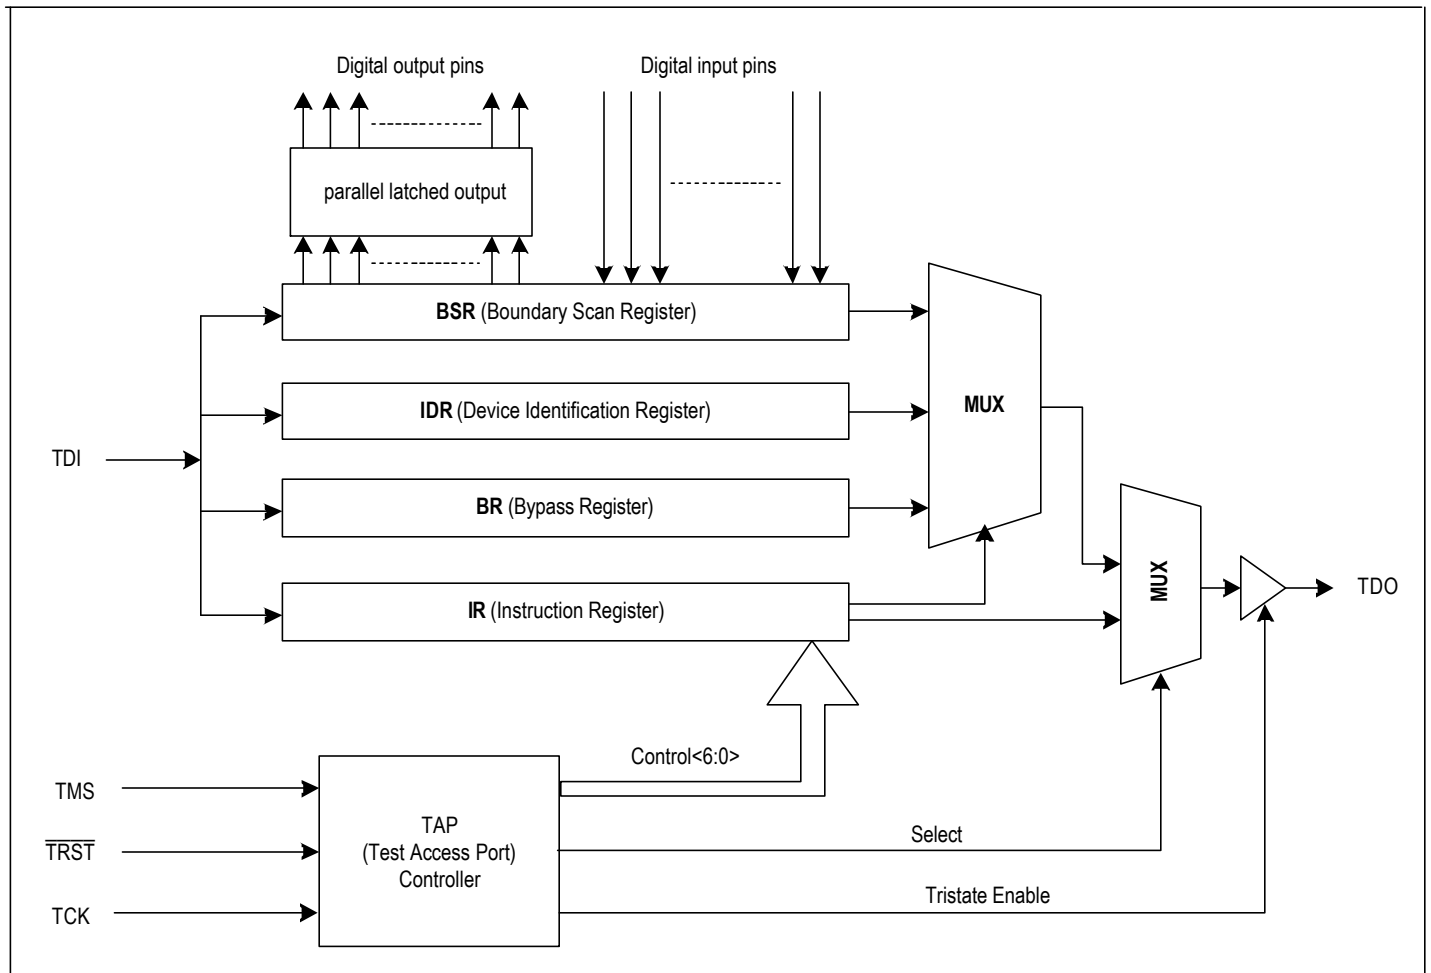 Digital output pins
Digital input pins
parallel latched output
BSR (Boundary Scan Register)
IDR (Device Identification Register)
MUX
TDI
BR (Bypass Register)
MUX
TDO
IR (Instruction Register)
Control<6:0>
TMS
TAP
(Test Access Port)
Controller
T̅R̅S̅T̅
Select
TCK
Tristate Enable